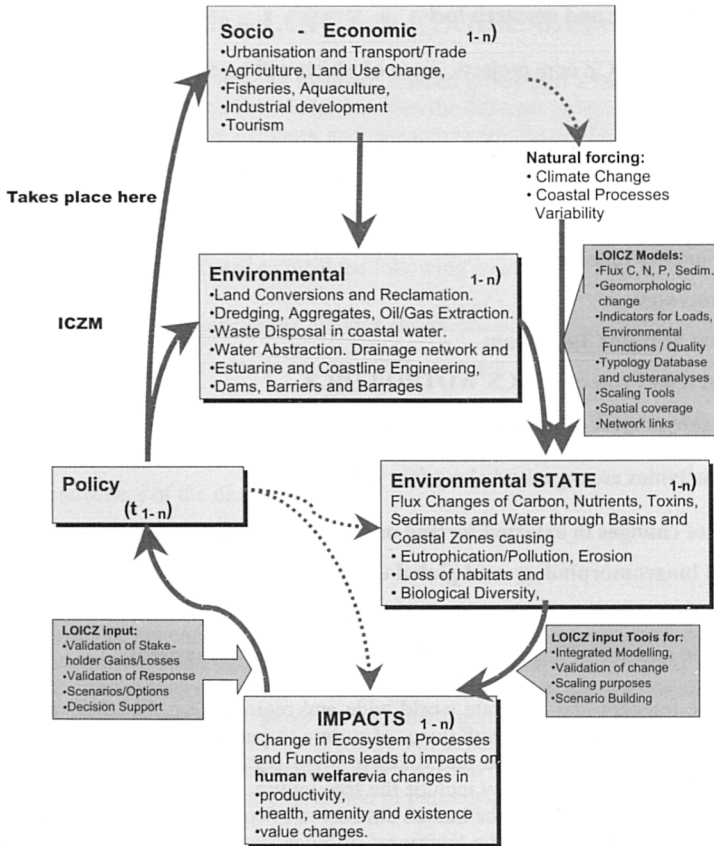 Socio - Economic 1-n)
•Urbanisation and Transport/Trade
•Agriculture, Land Use Change,
•Fisheries, Aquaculture,
•Industrial development
•Tourism
Takes place here
Natural forcing:
• Climate Change
• Coastal Processes
Variability
Environmental 1-n)
•Land Conversions and Reclamation.
•Dredging, Aggregates, Oil/Gas Extraction.
•Waste Disposal in coastal water.
•Water Abstraction. Drainage network and
•Estuarine and Coastline Engineering,
•Dams, Barriers and Barrages
LOICZ Models:
•Flux C, N, P, Sedim.
•Geomorphologic
change
•Indicators for Loads,
Environmental
Functions / Quality
•Typology Database
and clusteranalyses
•Scaling Tools
•Spatial coverage
•Network links
ICZM
Policy
(t 1-n)
Environmental STATE 1-n)
Flux Changes of Carbon, Nutrients, Toxins,
Sediments and Water through Basins and
Coastal Zones causing
• Eutrophication/Pollution, Erosion
• Loss of habitats and
• Biological Diversity,
LOICZ input:
•Validation of Stake-
holder Gains/Losses
•Validation of Response
•Scenarios/Options
•Decision Support
LOICZ input Tools for:
•Integrated Modelling,
•Validation of change
•Scaling purposes
•Scenario Building
IMPACTS 1-n)
Change in Ecosystem Processes
and Functions leads to impacts on
human welfare via changes in
•productivity,
•health, amenity and existence
•value changes.